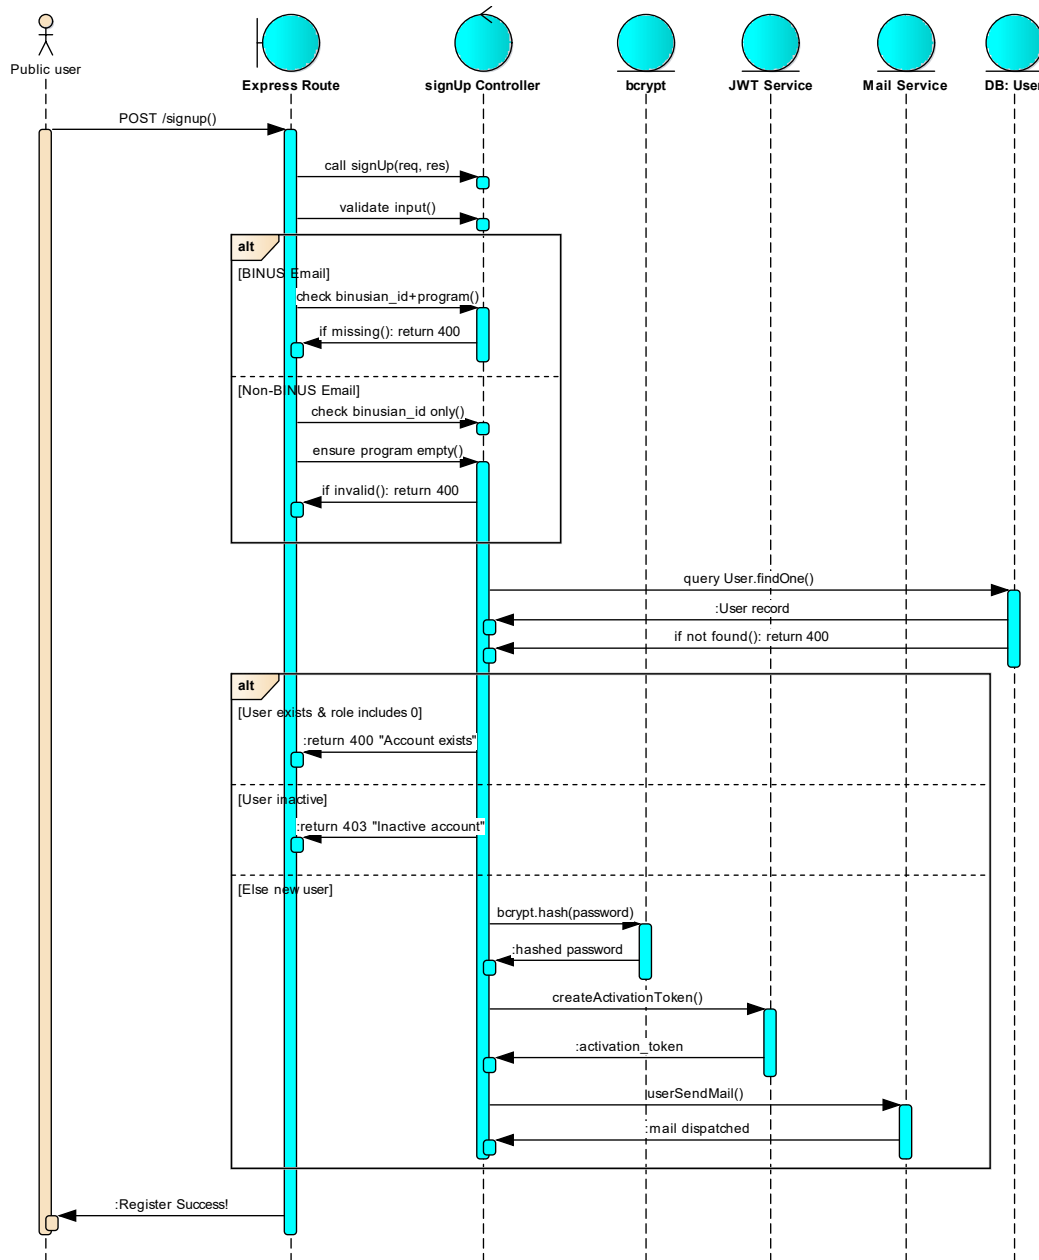 Public user
Express Route
signUp Controller
bcrypt
JWT Service
Mail Service
DB: User
POST /signup()
call signUp(req, res)
validate input()
alt
[BINUS Email]
check binusian_id+program()
if missing(): return 400
[Non-BINUS Email]
check binusian_id only()
ensure program empty()
if invalid(): return 400
query User.findOne()
:User record
if not found(): return 400
alt
[User exists & role includes 0]
:return 400 "Account exists"
[User inactive]
:return 403 "Inactive account"
[Else new user]
bcrypt.hash(password)
:hashed password
createActivationToken()
:activation_token
userSendMail()
:mail dispatched
:Register Success!